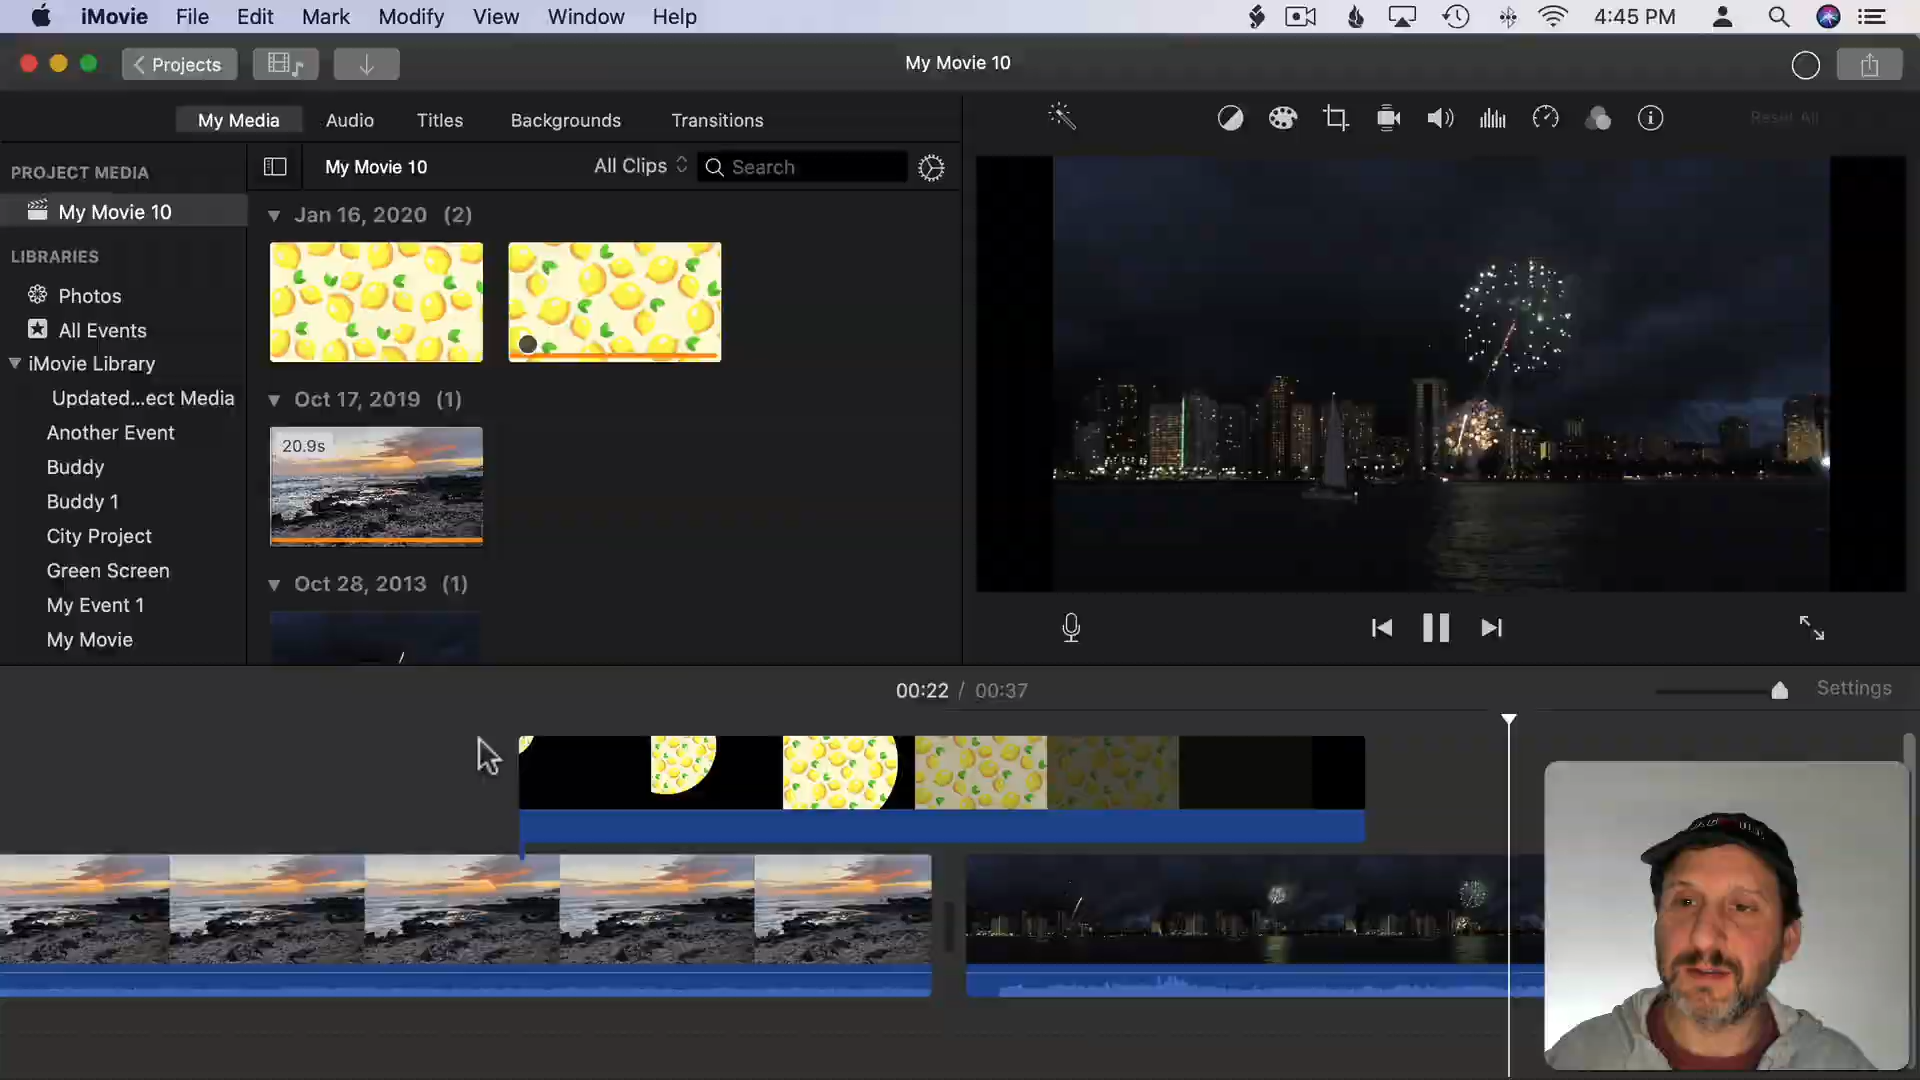 iMovie File Edit Mark Modify View Window Help 4:45 PM
Projects My Movie 10
My Media Audio Titles Backgrounds Transitions Reset All
PROJECT MEDIA
My Movie 10
LIBRARIES
Photos
All Events
iMovie Library
Updated...ect Media
Another Event
Buddy
Buddy 1
City Project
Green Screen
My Event 1
My Movie
My Movie 10 All Clips Search
Jan 16, 2020 (2)
Oct 17, 2019 (1)
20.9s
Oct 28, 2013 (1)
00:22 / 00:37 Settings